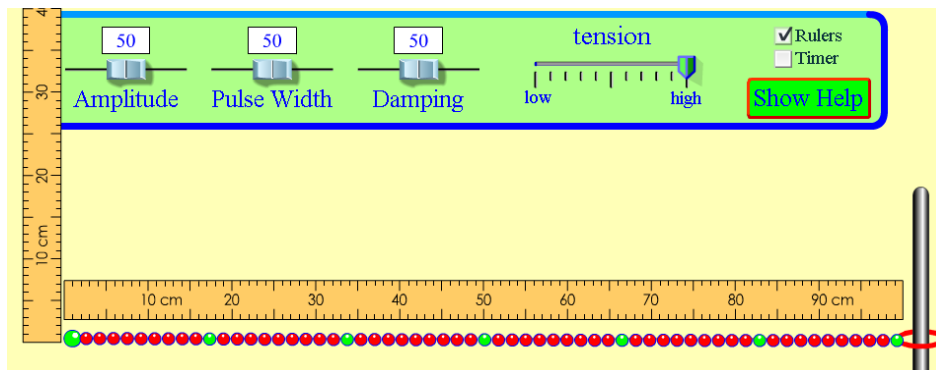 50
50
50
Amplitude
Pulse Width
Damping
tension
low
high
Rulers
Timer
Show Help
30
20
10 cm
10 cm
20
30
40
50
60
70
80
90 cm